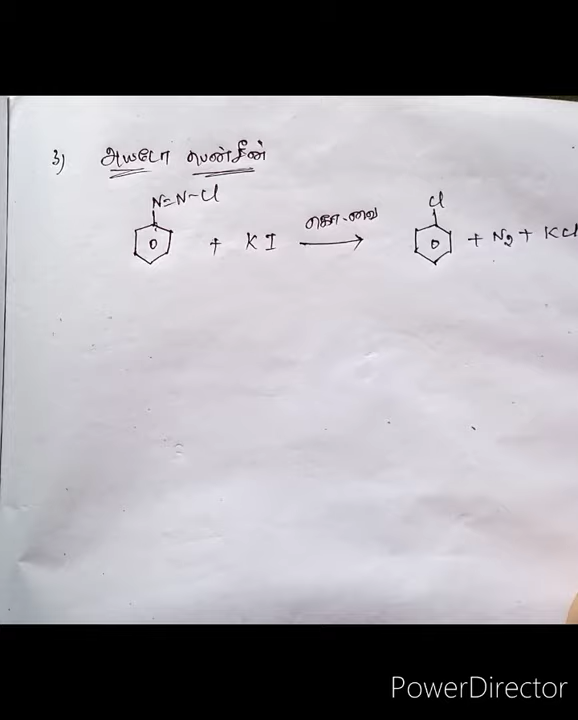 3) அயடோ பென்சீன்
N=N-Cl
Cl
+ KI → + N2 + KCl
PowerDirector